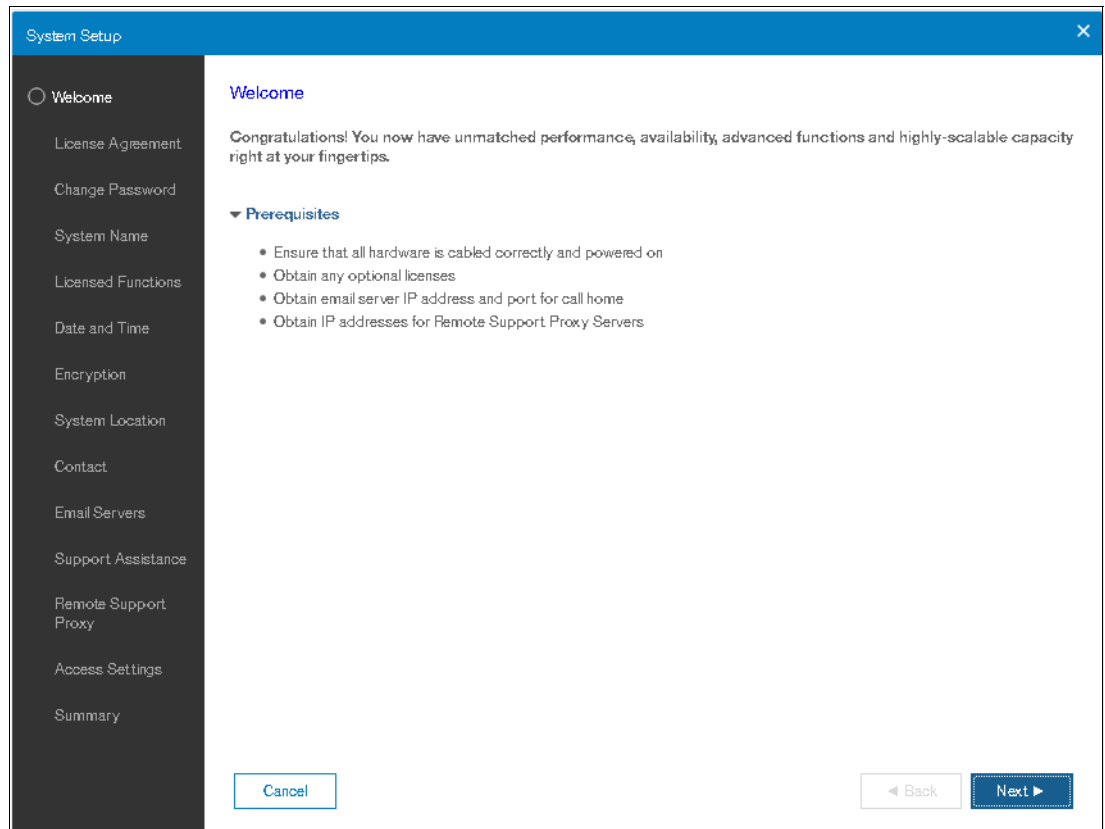 System Setup
Welcome
License Agreement
Change Password
System Name
Licensed Functions
Date and Time
Encryption
System Location
Contact
Email Servers
Support Assistance
Remote Support
Proxy
Access Settings
Summary
Welcome
Congratulations! You now have unmatched performance, availability, advanced functions and highly-scalable capacity
right at your fingertips.
Prerequisites
Ensure that all hardware is cabled correctly and powered on
Obtain any optional licenses
Obtain email server IP address and port for call home
Obtain IP addresses for Remote Support Proxy Servers
Cancel
Back
Next